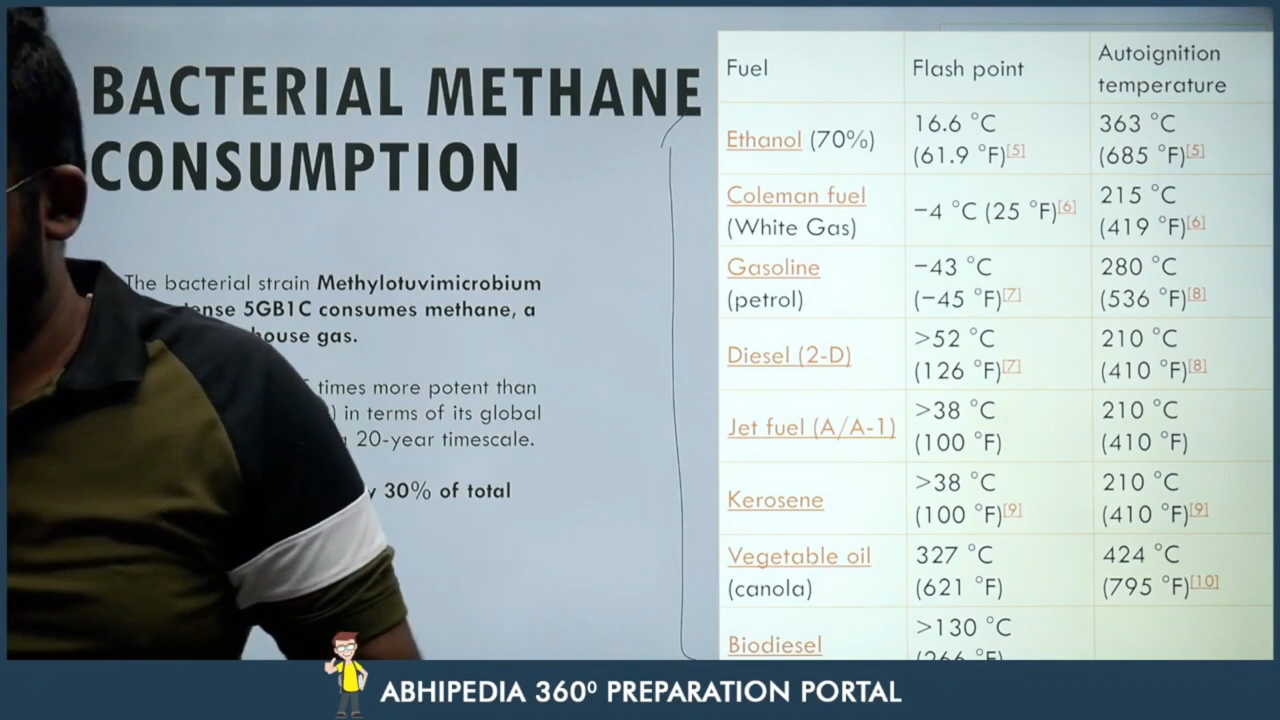 BACTERIAL METHANE
CONSUMPTION
The bacterial strain Methylotuvimicrobium
5GB1C consumes methane, a
gas.
times more potent than
) in terms of its global
20-year timescale.
30% of total
Fuel Flash point Autoignition
temperature
Ethanol (70%) 16.6 °C 363 °C
(61.9 °F)[5] (685 °F)[5]
Coleman fuel 215 °C
(White Gas) −4 °C (25 °F)[6] (419 °F)[6]
Gasoline −43 °C 280 °C
(petrol) (−45 °F)[7] (536 °F)[8]
Diesel (2-D) >52 °C 210 °C
(126 °F)[7] (410 °F)[8]
Jet fuel (A/A-1) >38 °C 210 °C
(100 °F) (410 °F)
Kerosene >38 °C 210 °C
(100 °F)[9] (410 °F)[9]
Vegetable oil 327 °C 424 °C
(canola) (621 °F) (795 °F)[10]
Biodiesel >130 °C
ABHIPEDIA 360⁰ PREPARATION PORTAL